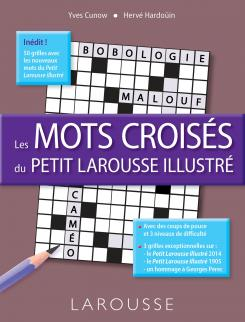 Yves Cunow • Hervé Hardoüin
Inédit !
50 grilles avec
les nouveaux
mots du Petit
Larousse illustré
BOBOLOGIE
MALOUF
Les MOTS CROISÉS
du PETIT LAROUSSE ILLUSTRÉ
CAMÉO
• Avec des coups de pouce
et 3 niveaux de difficulté
• 3 grilles exceptionnelles sur :
- le Petit Larousse illustré 2014
- le Petit Larousse illustré 1905
- un hommage à Georges Perec
LAROUSSE